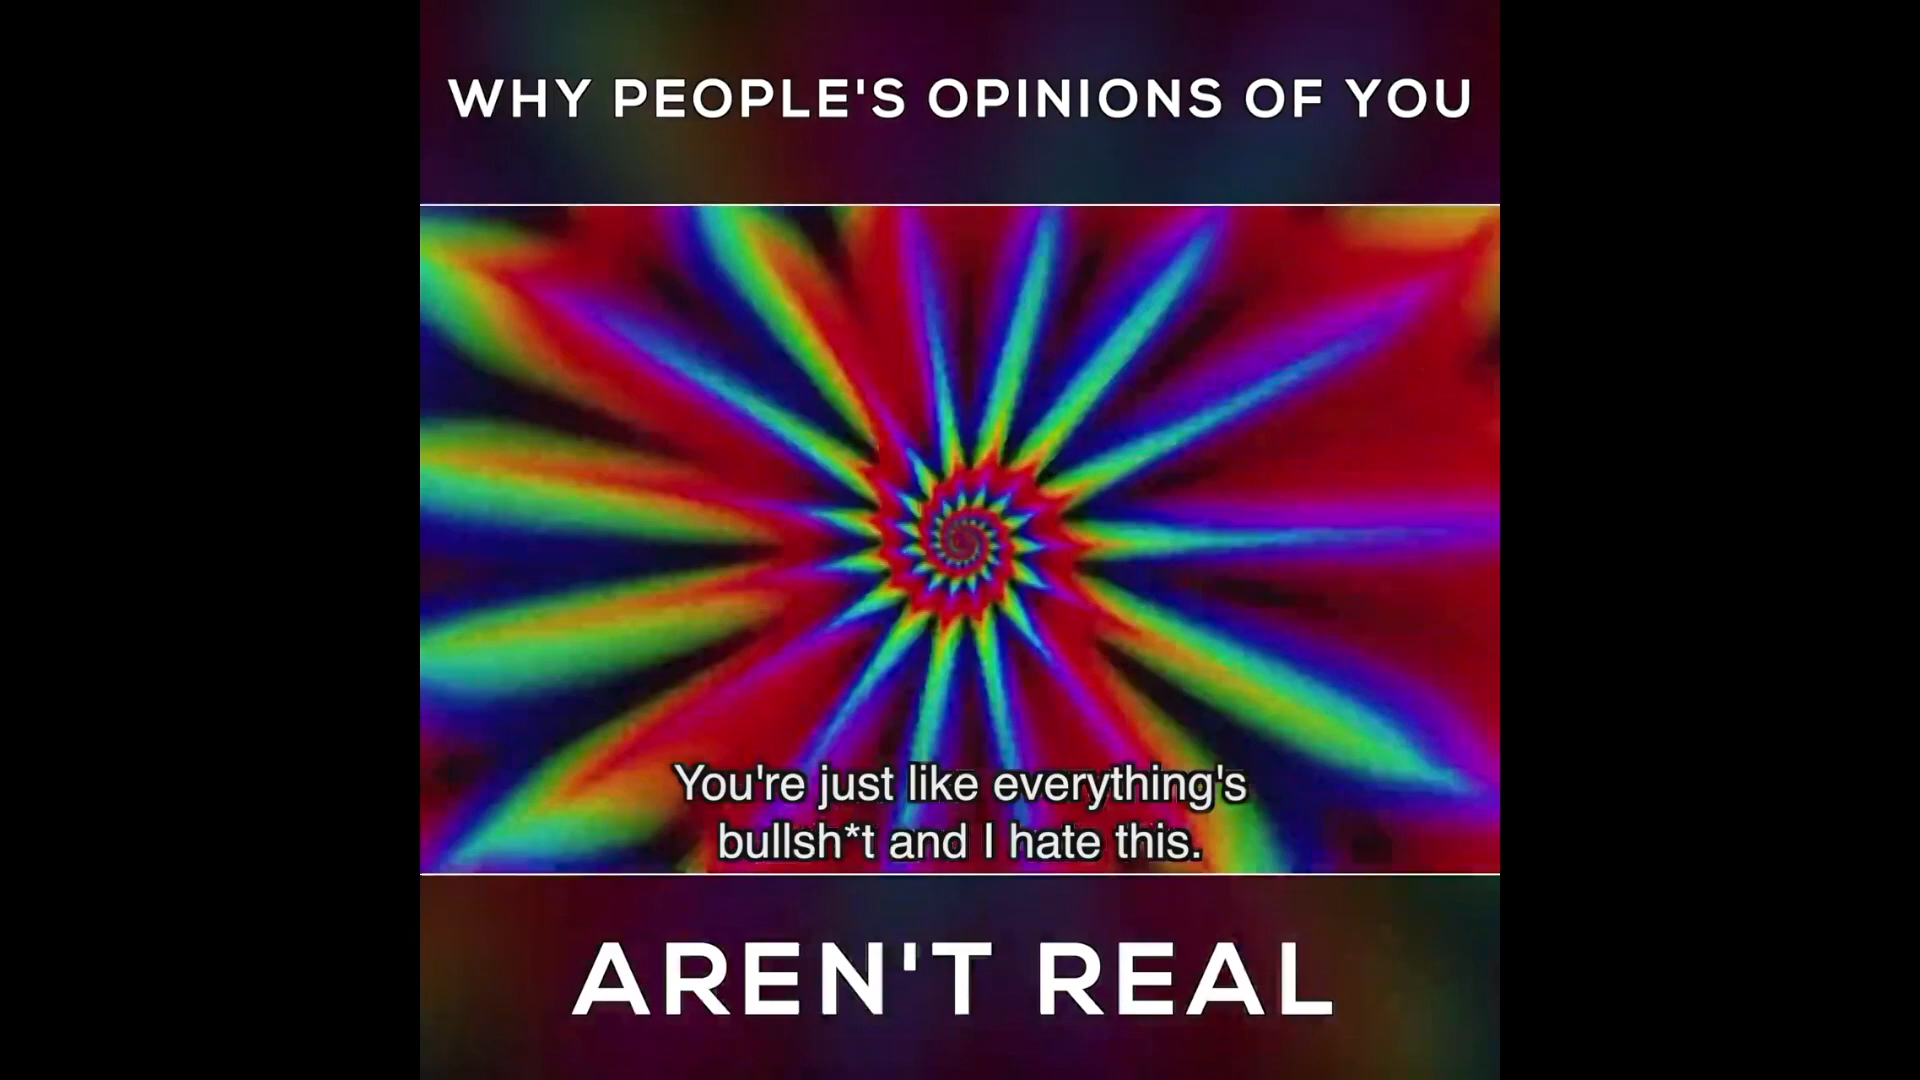 WHY PEOPLE'S OPINIONS OF YOU
You're just like everything's
bullsh*t and I hate this.
AREN'T REAL